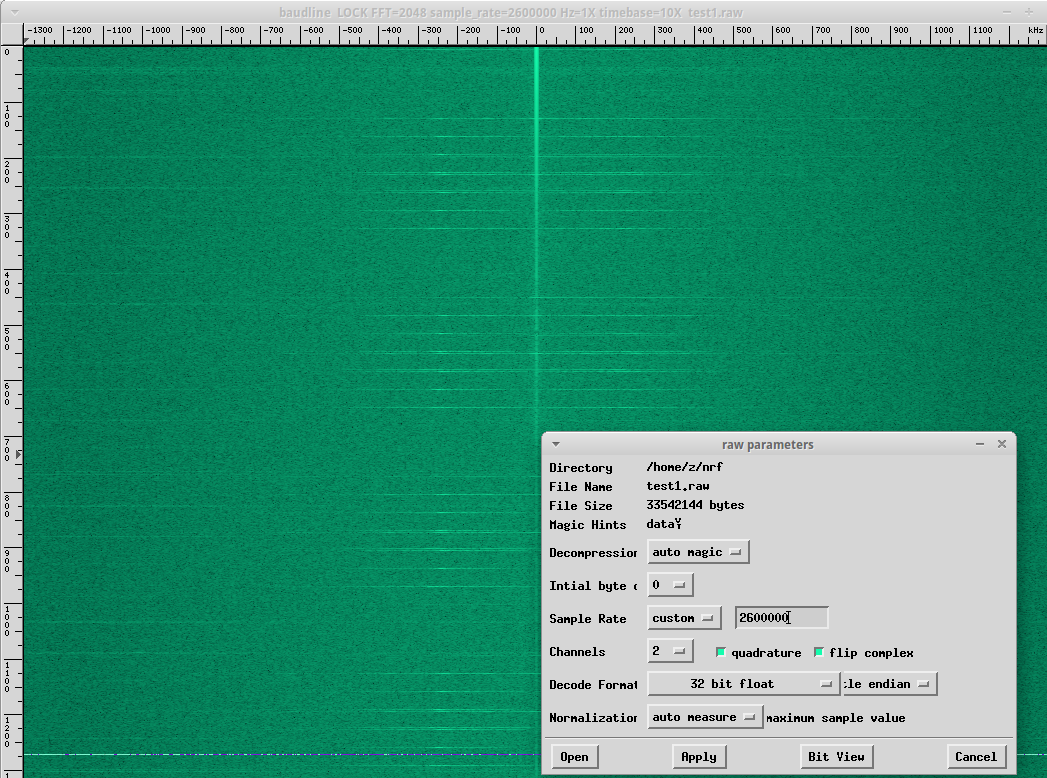 baudline LOCK FFT=2048 sample_rate=2600000 Hz=1X timebase=10X test1.raw
-1300 -1200 -1100 -1000 -900 -800 -700 -600 -500 -400 -300 -200 -100 0 100 200 300 400 500 600 700 800 900 1000 1100 kHz
0
100
200
300
400
500
600
700
800
900
1000
1100
1200
raw parameters
Directory /home/z/nrf
File Name test1.raw
File Size 33542144 bytes
Magic Hints data
Decompression auto magic
Intial byte 0
Sample Rate custom 2600000
Channels 2 quadrature flip complex
Decode Format 32 bit float le endian
Normalization auto measure maximum sample value
Open Apply Bit View Cancel